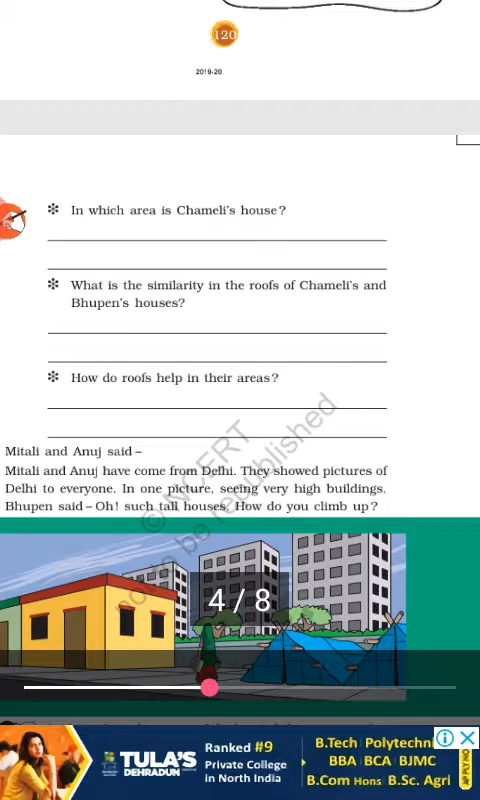 120
2019-20
✻ In which area is Chameli's house?
✻ What is the similarity in the roofs of Chameli's and
Bhupen's houses?
✻ How do roofs help in their areas?
© NCERT
not to be republished
Mitali and Anuj said –
Mitali and Anuj have come from Delhi. They showed pictures of
Delhi to everyone. In one picture, seeing very high buildings,
Bhupen said – Oh! such tall houses. How do you climb up?
4 / 8
TULA'S
DEHRADUN
Ranked #9
Private College
in North India
B.Tech | Polytechni
BBA | BCA | BJMC
B.Com Hons | B.Sc. Agri
APPLY NO